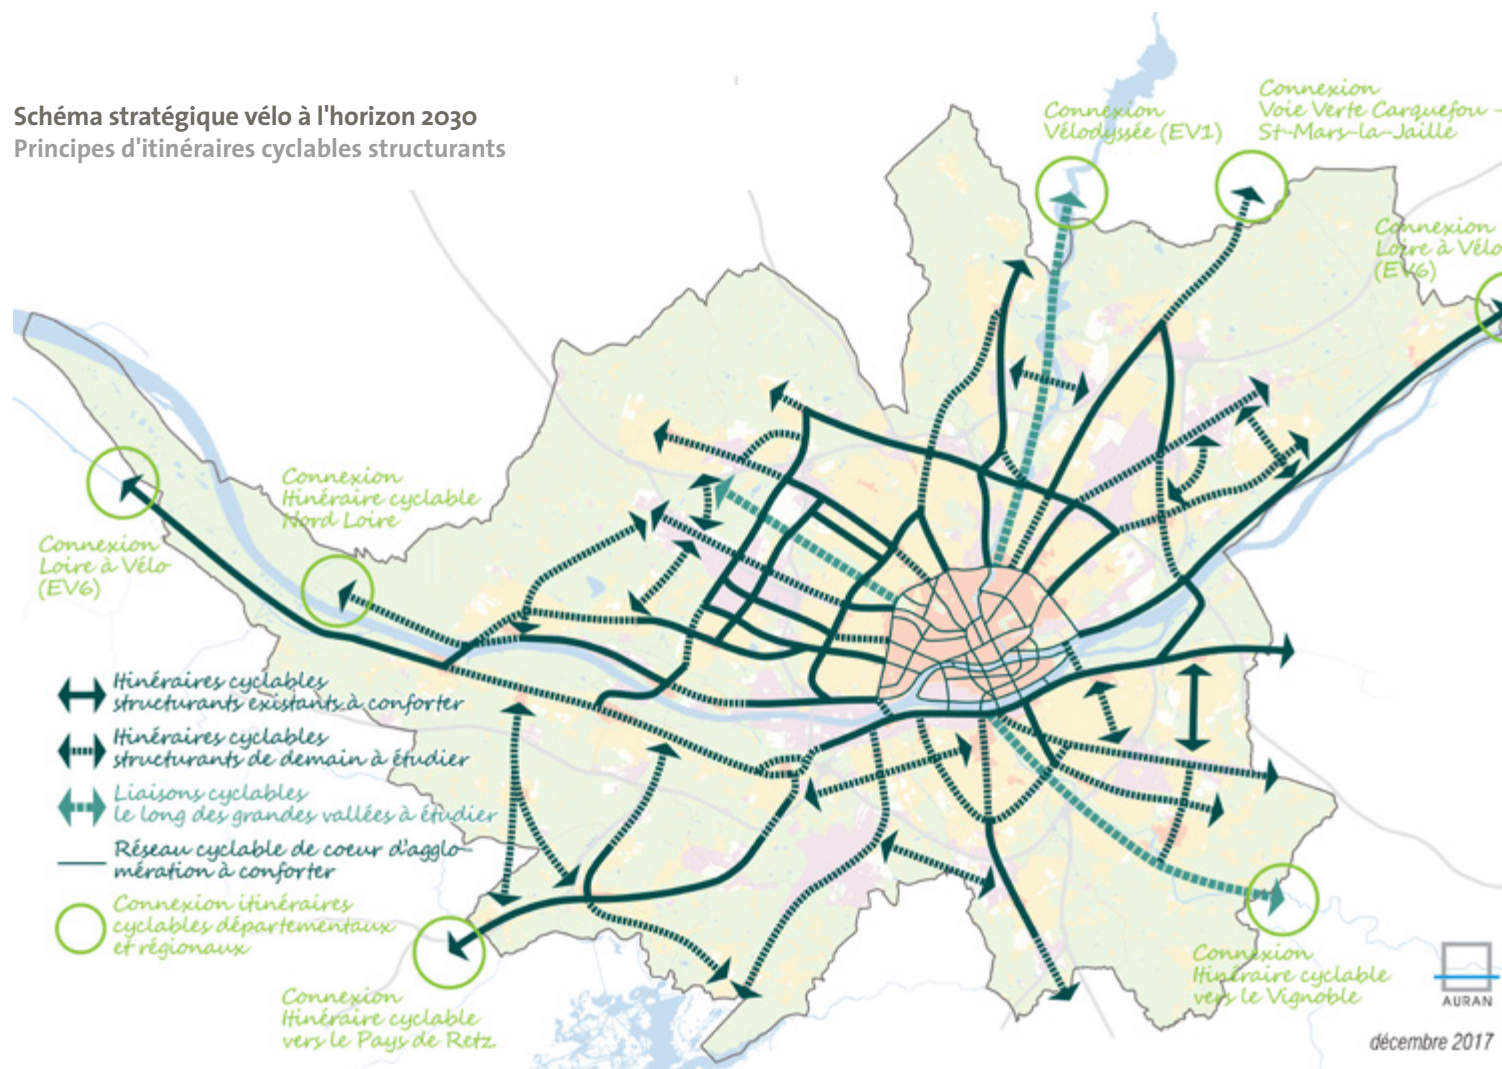 Schéma stratégique vélo à l'horizon 2030
Principes d'itinéraires cyclables structurants
Connexion
Vélodyssée (EV1)
Connexion
Voie Verte Carquefou -
St-Mars-la-Jaille
Connexion
Loire à Vélo
(EV6)
Connexion
Itinéraire cyclable
Nord Loire
Connexion
Loire à Vélo
(EV6)
Itinéraires cyclables
structurants existants à conforter
Itinéraires cyclables
structurants de demain à étudier
Liaisons cyclables
le long des grandes vallées à étudier
Réseau cyclable de coeur d'agglo-
mération à conforter
Connexion itinéraires
cyclables départementaux
et régionaux
Connexion
Itinéraire cyclable
vers le Pays de Retz
Connexion
Itinéraire cyclable
vers le Vignoble
AURAN
décembre 2017